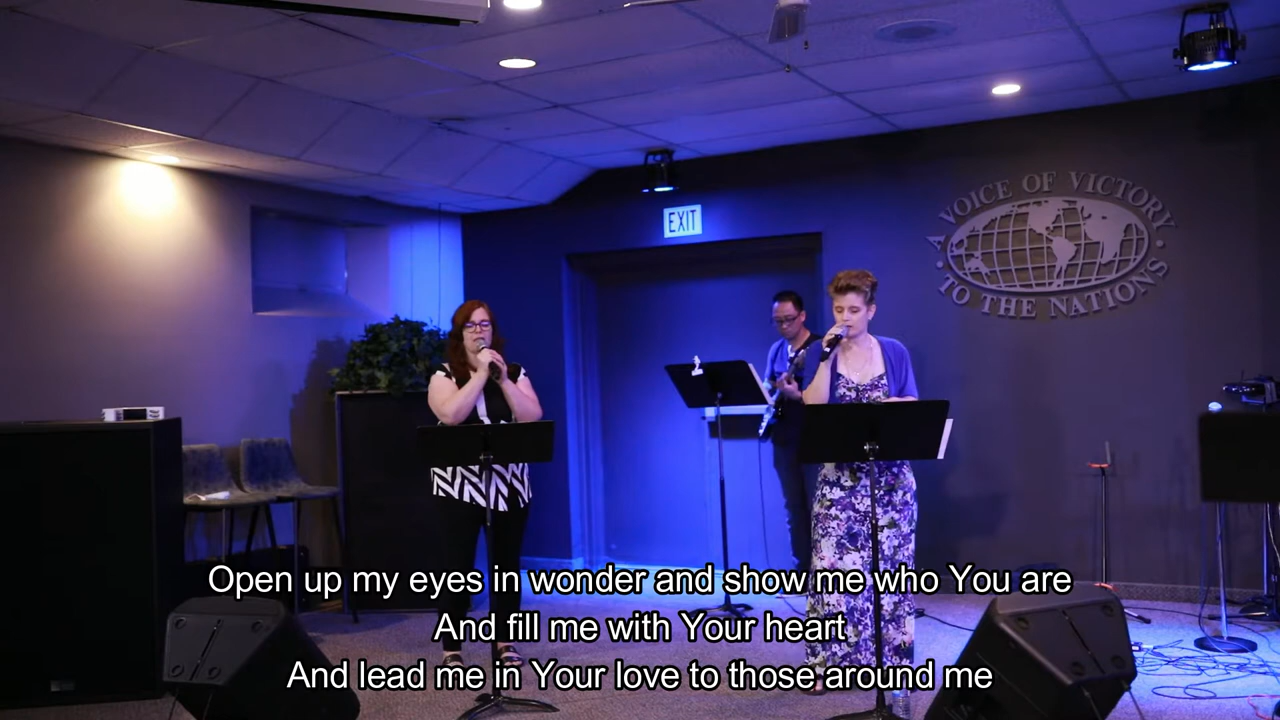 EXIT
A VOICE OF VICTORY
TO THE NATIONS
Open up my eyes in wonder and show me who You are
And fill me with Your heart
And lead me in Your love to those around me